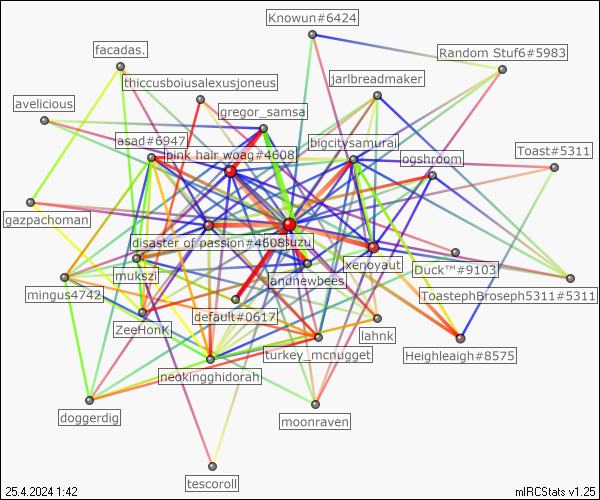 Knowun#6424
facadas.
Random Stuf6#5983
thiccusboiusalexusjoneus
jarlbreadmaker
avelicious
gregor_samsa
asad#6947
bigcitysamurai
Toast#5311
pink hair woag#4608
ogshroom
gazpachoman
disaster of passion#4608
suzu
xenovaut
Duck™#9103
mukszi
andnewbees
mingus4742
ToastephBroseph5311#5311
default#0617
ZeeHonK
lahnk
turkey_mcnugget
Heighleaigh#8575
neokingghidorah
doggerdig
moonraven
tescoroll
25.4.2024 1:42
mIRCStats v1.25